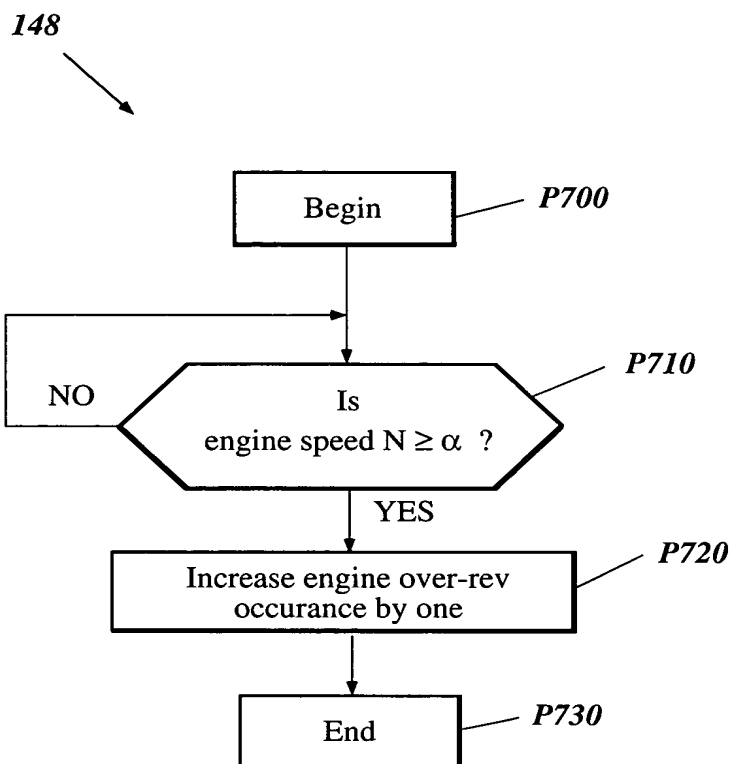 148
Begin
P700
P710
NO
Is
engine speed N ≥ α ?
YES
P720
Increase engine over-rev
occurance by one
P730
End